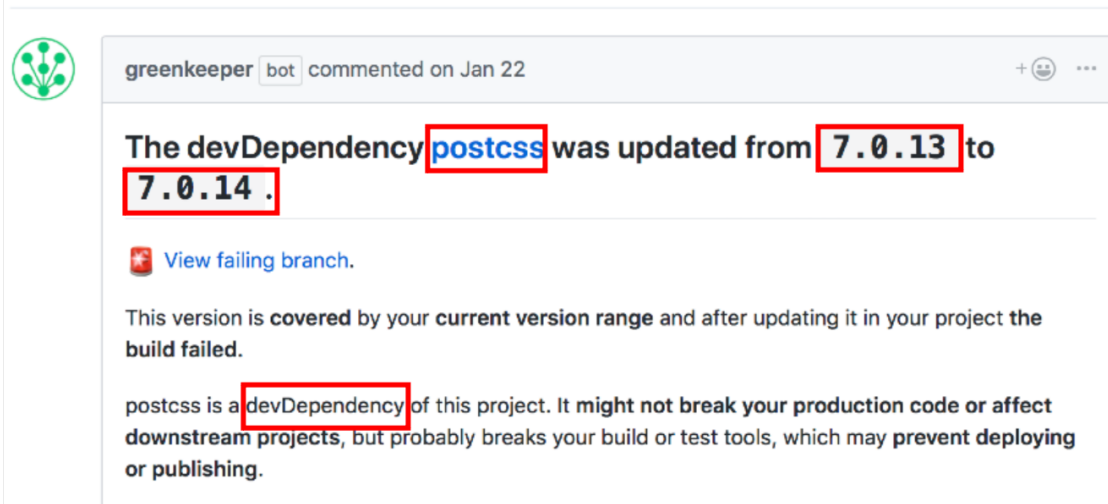 greenkeeper bot commented on Jan 22
The devDependency postcss was updated from 7.0.13 to
7.0.14 .
View failing branch.
This version is covered by your current version range and after updating it in your project the
build failed.
postcss is a devDependency of this project. It might not break your production code or affect
downstream projects, but probably breaks your build or test tools, which may prevent deploying
or publishing.